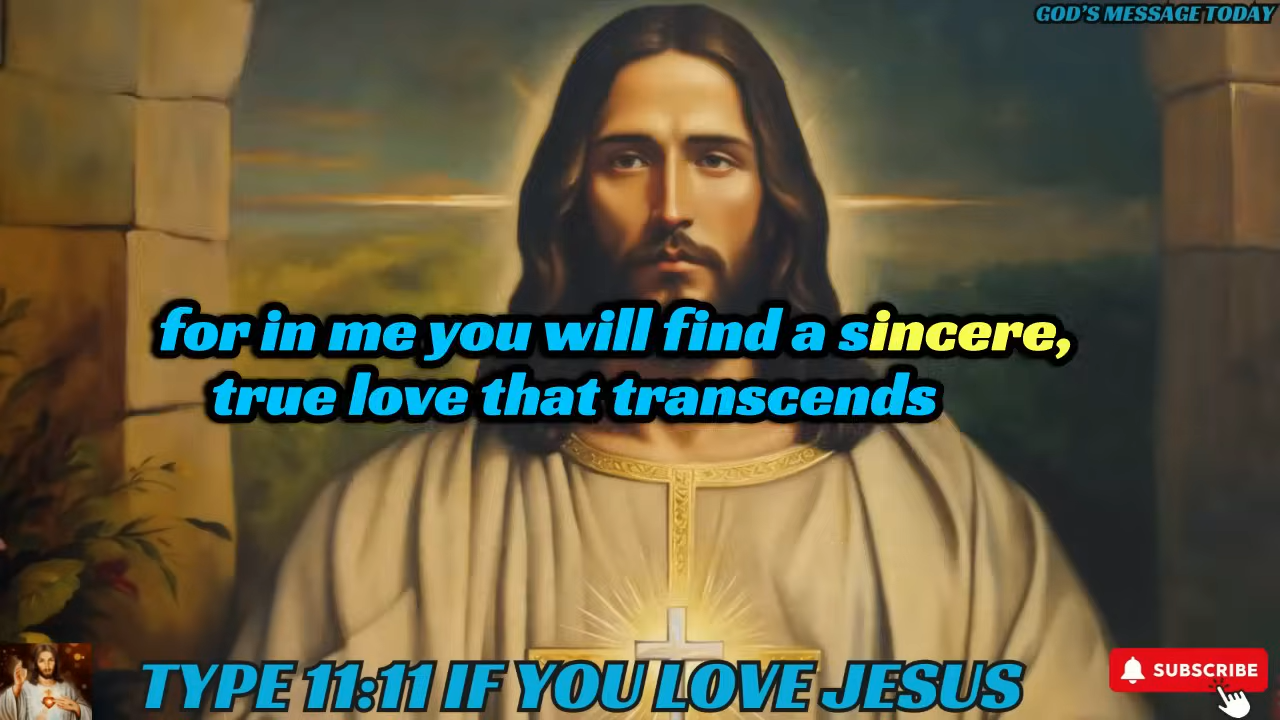 GOD'S MESSAGE TODAY
for in me you will find a sincere,
true love that transcends
TYPE 11:11 IF YOU LOVE JESUS
SUBSCRIBE